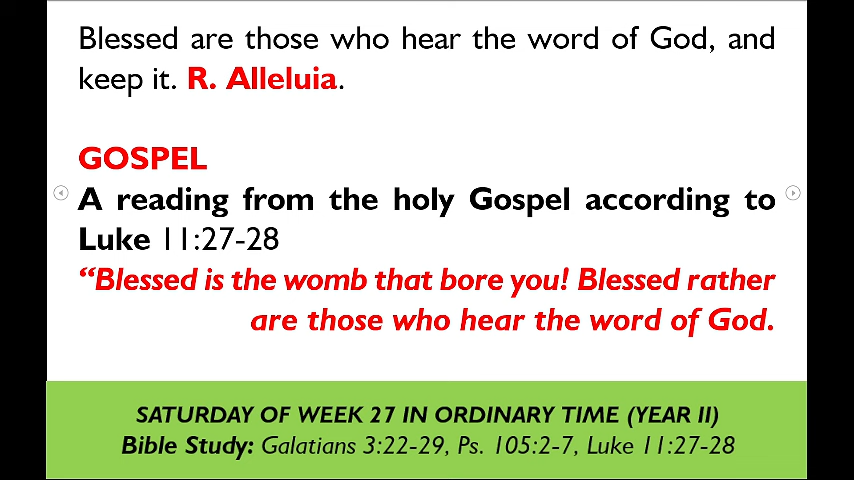 Blessed are those who hear the word of God, and
keep it. R. Alleluia.
GOSPEL
A reading from the holy Gospel according to
Luke 11:27-28
“Blessed is the womb that bore you! Blessed rather
are those who hear the word of God.
SATURDAY OF WEEK 27 IN ORDINARY TIME (YEAR II)
Bible Study: Galatians 3:22-29, Ps. 105:2-7, Luke 11:27-28